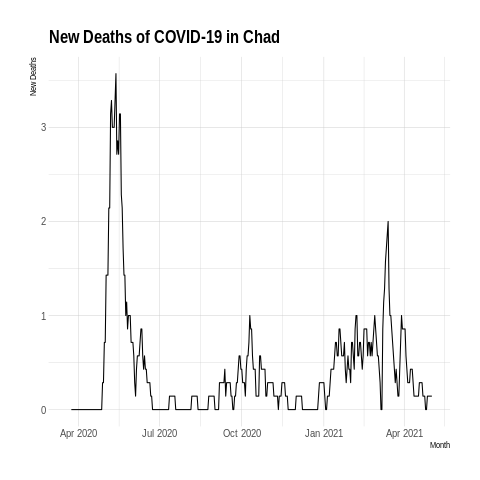 New Deaths of COVID-19 in Chad
New Deaths
3
2
1
0
Apr 2020 Jul 2020 Oct 2020 Jan 2021 Apr 2021
Month